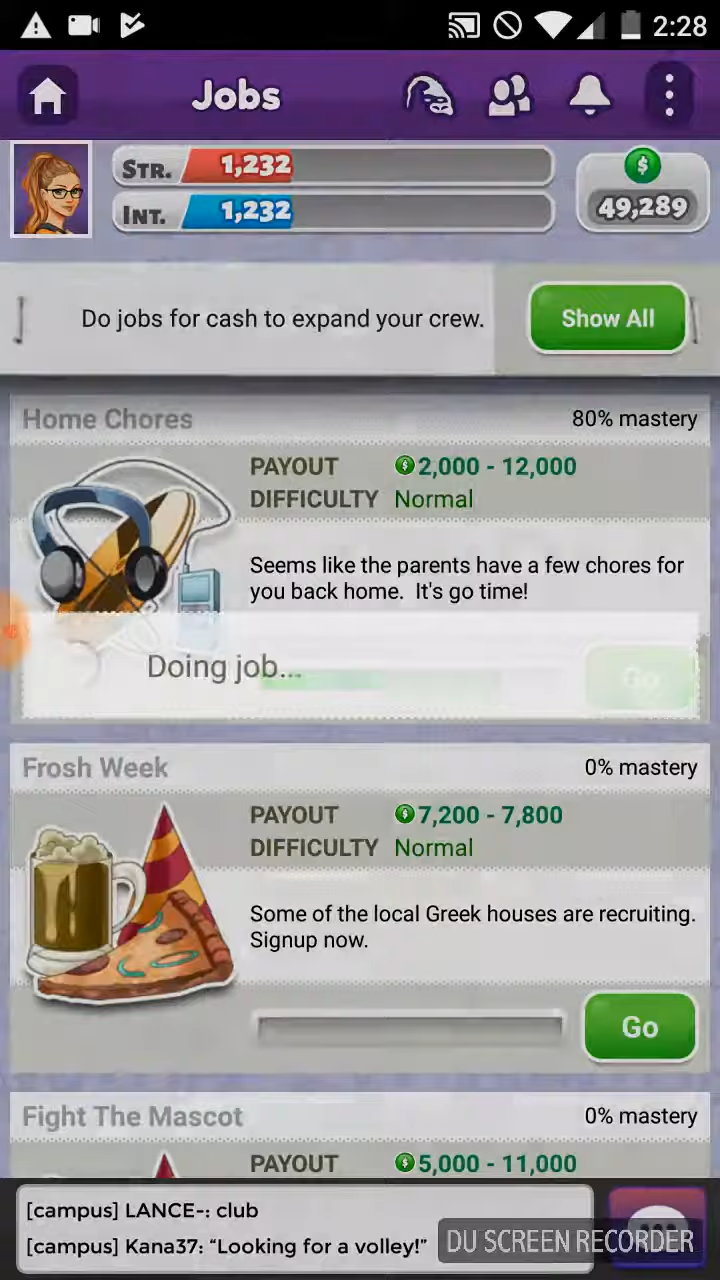 2:28
Jobs
STR. 1,232
INT. 1,232
$
49,289
Do jobs for cash to expand your crew.
Show All
Home Chores
80% mastery
PAYOUT $ 2,000 - 12,000
DIFFICULTY Normal
Seems like the parents have a few chores for
you back home. It's go time!
Doing job...
Go
Frosh Week
0% mastery
PAYOUT $ 7,200 - 7,800
DIFFICULTY Normal
Some of the local Greek houses are recruiting.
Signup now.
Go
Fight The Mascot
0% mastery
PAYOUT $ 5,000 - 11,000
[campus] LANCE-: club
[campus] Kana37: “Looking for a volley!”
DU SCREEN RECORDER